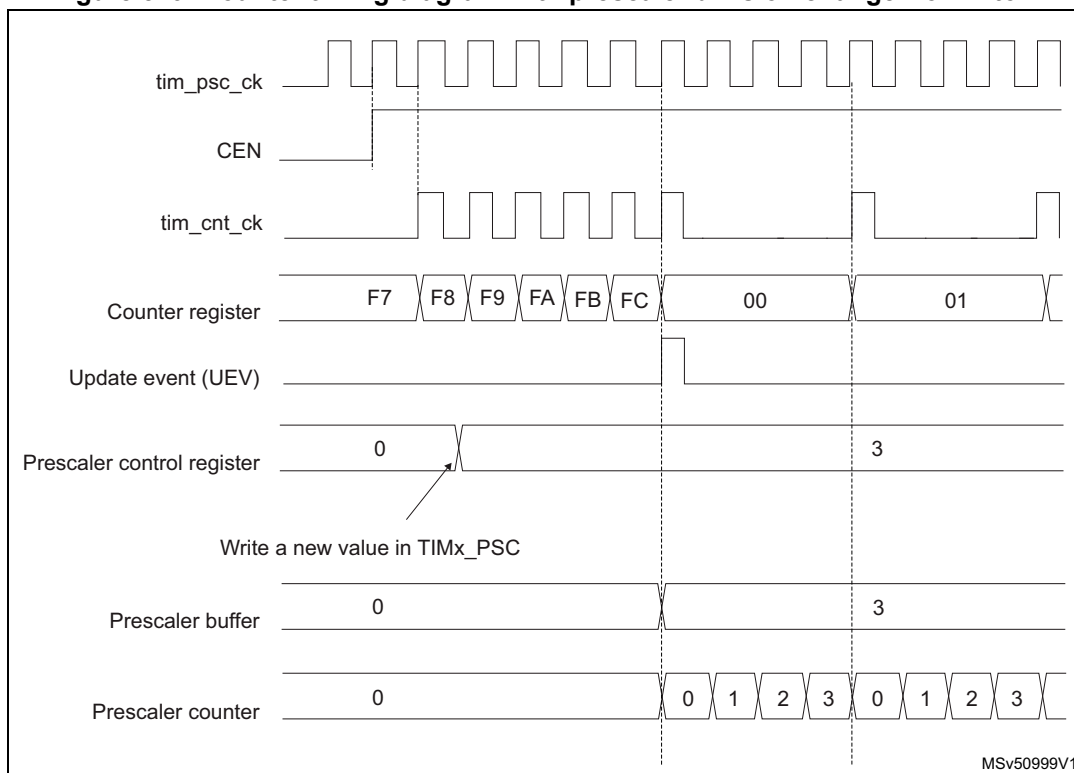 tim_psc_ck
CEN
tim_cnt_ck
Counter register F7 F8 F9 FA FB FC 00 01
Update event (UEV)
Prescaler control register 0 3
Write a new value in TIMx_PSC
Prescaler buffer 0 3
Prescaler counter 0 0 1 2 3 0 1 2 3
MSv50999V1